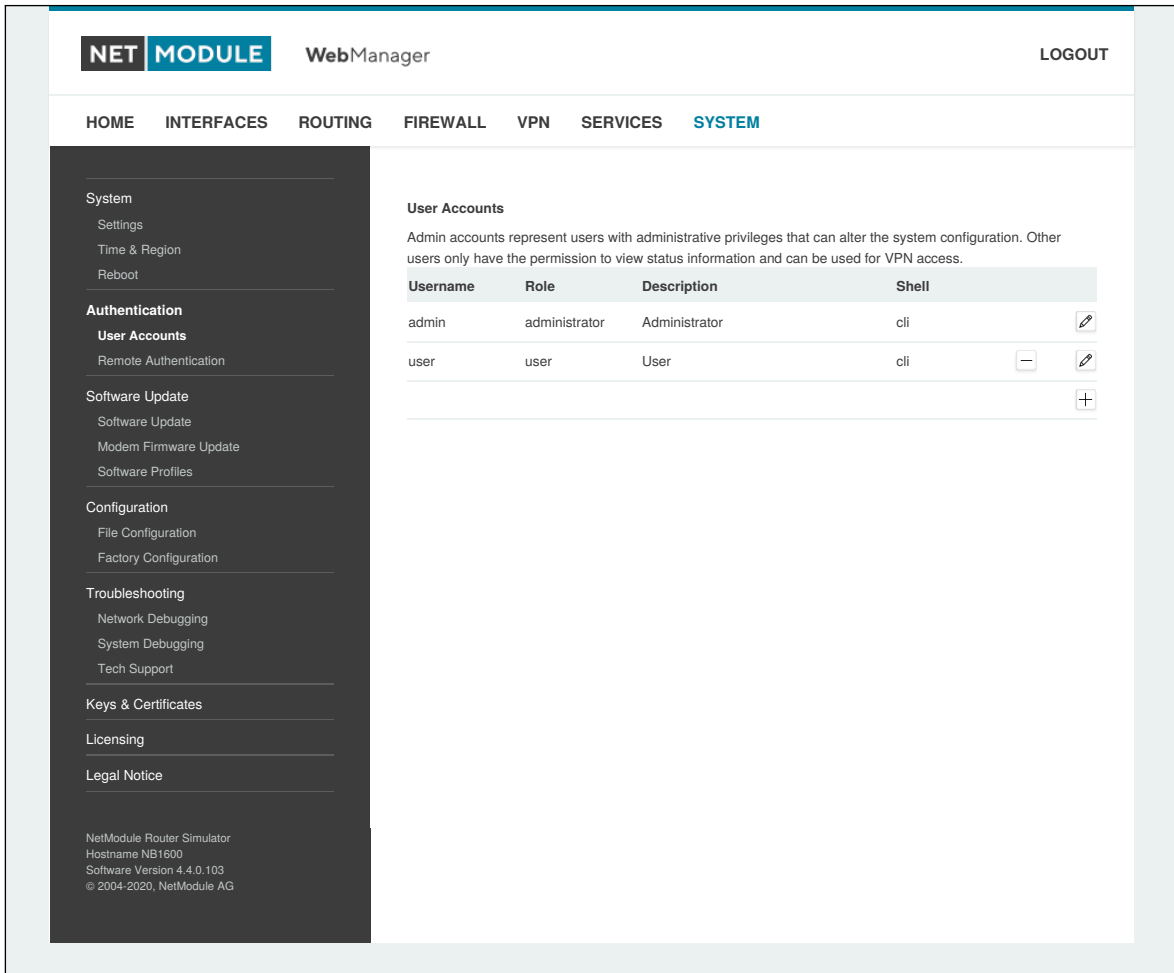 NET MODULE WebManager LOGOUT
HOME INTERFACES ROUTING FIREWALL VPN SERVICES SYSTEM
System
Settings
Time & Region
Reboot
Authentication
User Accounts
Remote Authentication
Software Update
Software Update
Modem Firmware Update
Software Profiles
Configuration
File Configuration
Factory Configuration
Troubleshooting
Network Debugging
System Debugging
Tech Support
Keys & Certificates
Licensing
Legal Notice
NetModule Router Simulator
Hostname NB1600
Software Version 4.4.0.103
© 2004-2020, NetModule AG
User Accounts
Admin accounts represent users with administrative privileges that can alter the system configuration. Other
users only have the permission to view status information and can be used for VPN access.
Username Role Description Shell
admin administrator Administrator cli
user user User cli